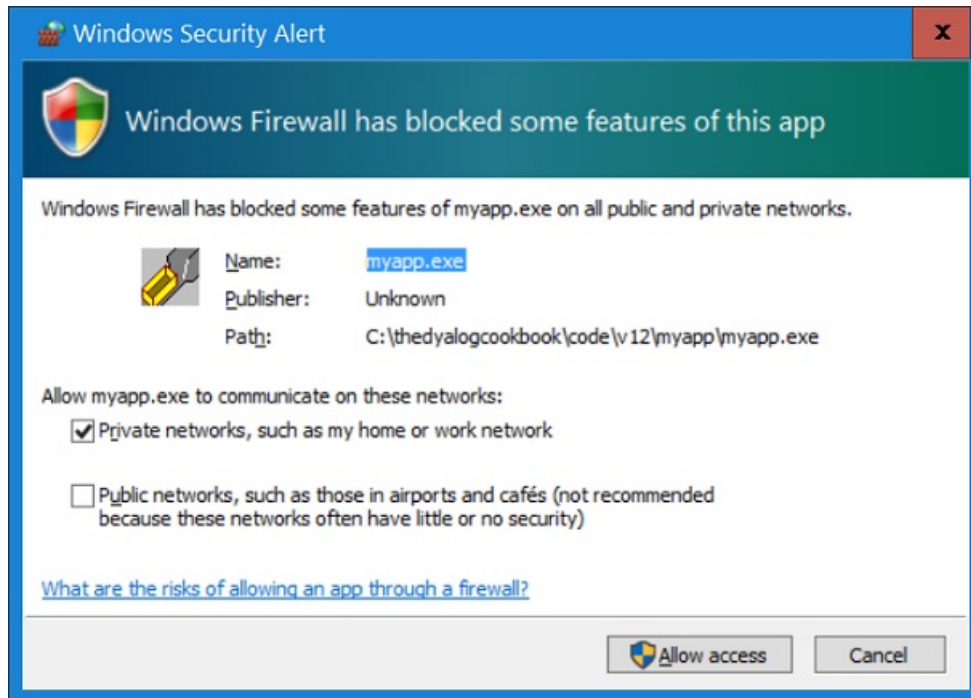 Windows Security Alert
x
Windows Firewall has blocked some features of this app
Windows Firewall has blocked some features of myapp.exe on all public and private networks.
Name: myapp.exe
Publisher: Unknown
Path: C:\thedyalogcookbook\code\v12\myapp\myapp.exe
Allow myapp.exe to communicate on these networks:
Private networks, such as my home or work network
Public networks, such as those in airports and cafés (not recommended
because these networks often have little or no security)
What are the risks of allowing an app through a firewall?
Allow access Cancel